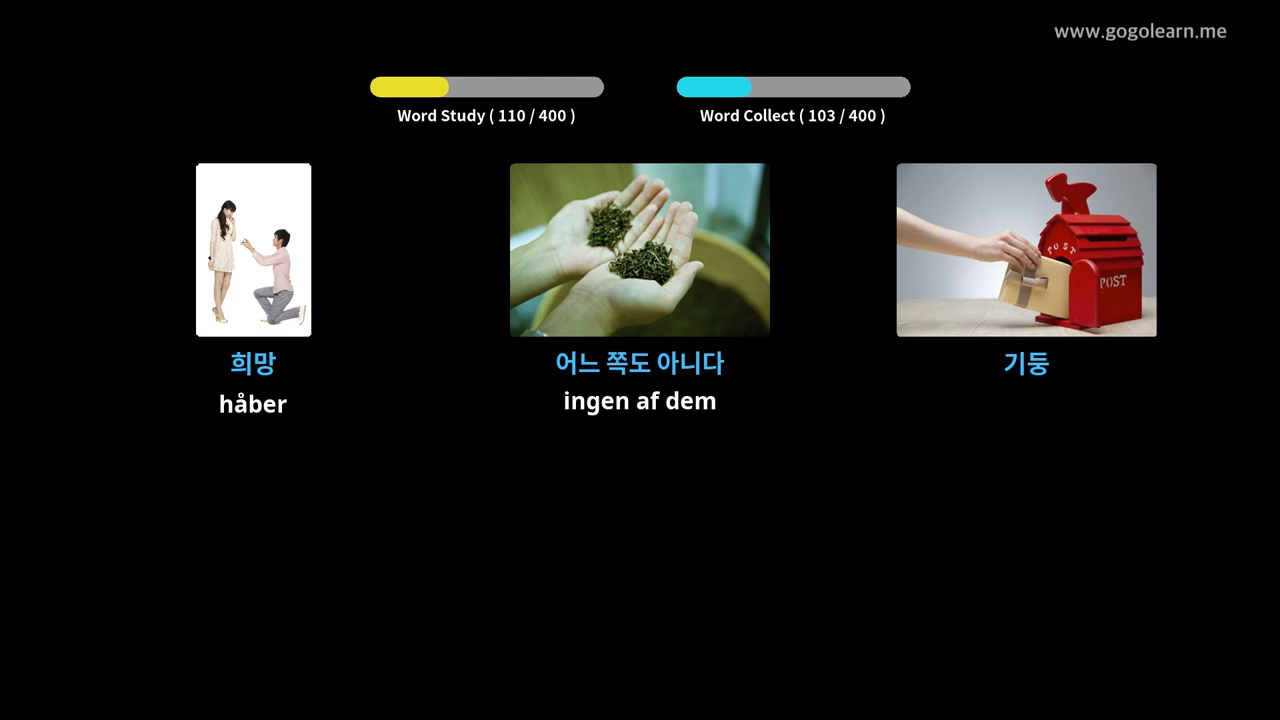 www.gogolearn.me
Word Study ( 110 / 400 )
Word Collect ( 103 / 400 )
POST
POST
희망
어느 쪽도 아니다
기둥
håber
ingen af dem